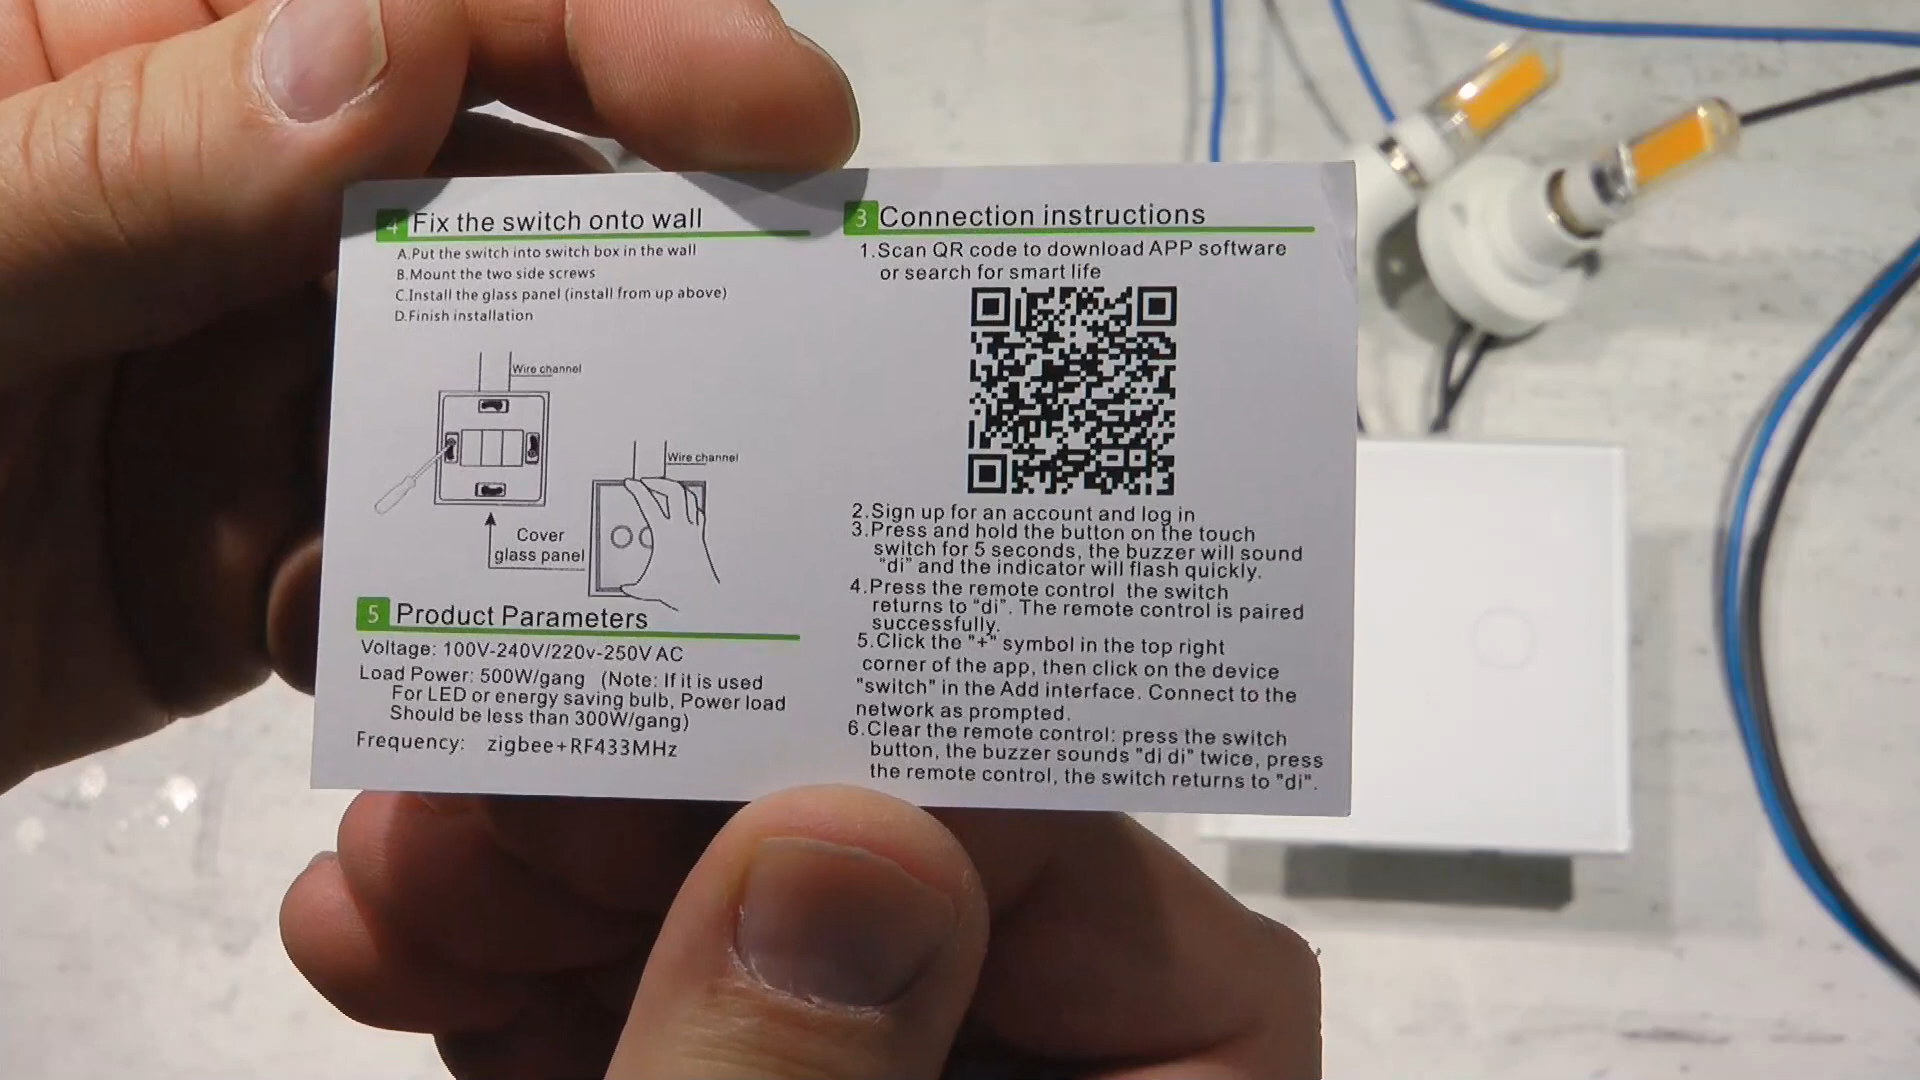 4 Fix the switch onto wall
A.Put the switch into switch box in the wall
B.Mount the two side screws
C.Install the glass panel (install from up above)
D.Finish installation
Wire channel
Wire channel
Cover
glass panel
5 Product Parameters
Voltage: 100V-240V/220v-250V AC
Load Power: 500W/gang (Note: If it is used
For LED or energy saving bulb, Power load
Should be less than 300W/gang)
Frequency: zigbee+RF433MHz
3 Connection instructions
1.Scan QR code to download APP software
or search for smart life
2.Sign up for an account and log in
3.Press and hold the button on the touch
switch for 5 seconds, the buzzer will sound
"di" and the indicator will flash quickly.
4.Press the remote control the switch
returns to "di". The remote control is paired
successfully.
5.Click the "+" symbol in the top right
corner of the app, then click on the device
"switch" in the Add interface. Connect to the
network as prompted.
6.Clear the remote control: press the switch
button, the buzzer sounds "di di" twice, press
the remote control, the switch returns to "di".